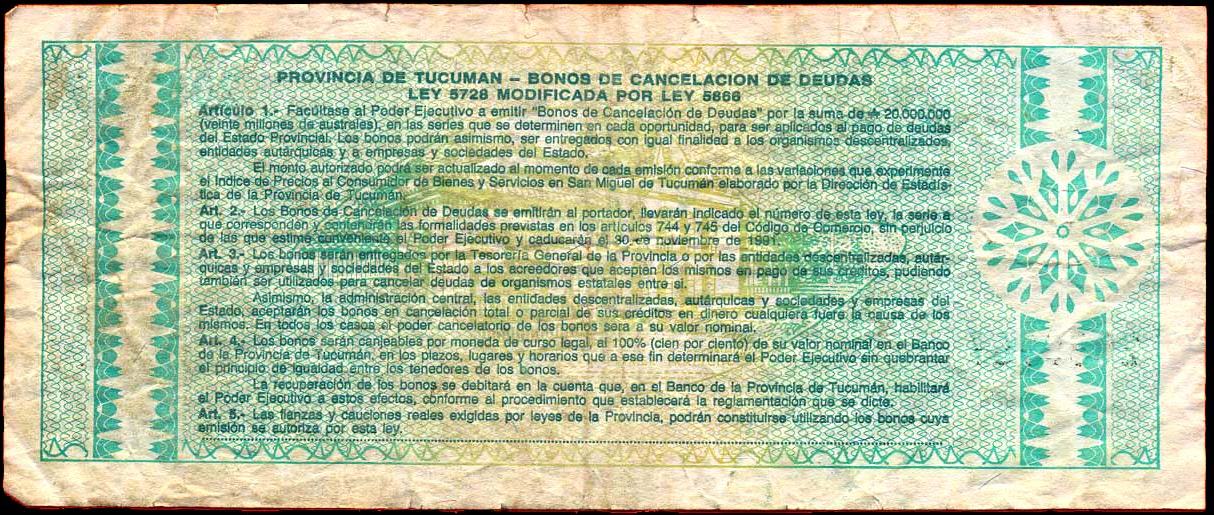 PROVINCIA DE TUCUMAN – BONOS DE CANCELACION DE DEUDAS
LEY 5728 MODIFICADA POR LEY 5866
Artículo 1.- Facúltase al Poder Ejecutivo a emitir "Bonos de Cancelación de Deudas" por la suma de ₳ 20.000.000
(veinte millones de australes), en las series que se determinen en cada oportunidad, para ser aplicados al pago de deudas
del Estado Provincial. Los bonos podrán asimismo, ser entregados con igual finalidad a los organismos descentralizados,
entidades autárquicas y a empresas y sociedades del Estado.
El monto autorizado podrá ser actualizado al momento de cada emisión conforme a las variaciones que experimente
el Indice de Precios al Consumidor de Bienes y Servicios en San Miguel de Tucumán elaborado por la Dirección de Estadís-
tica de la Provincia de Tucumán.
Art. 2.- Los Bonos de Cancelación de Deudas se emitirán al portador, llevarán indicado el número de esta ley, la serie a
que corresponden y contendrán las formalidades previstas en los artículos 744 y 745 del Código de Comercio, sin perjuicio
de las que estime conveniente el Poder Ejecutivo y caducarán el 30 de noviembre de 1991.
Art. 3.- Los bonos serán entregados por la Tesorería General de la Provincia o por las entidades descentralizadas, autár-
quicas y empresas y sociedades del Estado a los acreedores que acepten los mismos en pago de sus créditos, pudiendo
también ser utilizados para cancelar deudas de organismos estatales entre sí.
Asimismo, la administración central, las entidades descentralizadas, autárquicas y sociedades y empresas del
Estado, aceptarán los bonos en cancelación total o parcial de sus créditos en dinero cualquiera fuere la causa de los
mismos. En todos los casos el poder cancelatorio de los bonos será a su valor nominal.
Art. 4.- Los bonos serán canjeables por moneda de curso legal, al 100% (cien por ciento) de su valor nominal en el Banco
de la Provincia de Tucumán, en los plazos, lugares y horarios que a ese fin determinará el Poder Ejecutivo sin quebrantar
el principio de igualdad entre los tenedores de los bonos.
La recuperación de los bonos se debitará en la cuenta que, en el Banco de la Provincia de Tucumán, habilitará
el Poder Ejecutivo a estos efectos, conforme al procedimiento que establecerá la reglamentación que se dicte.
Art. 5.- Las fianzas y cauciones reales exigidas por leyes de la Provincia, podrán constituirse utilizando los bonos cuya
emisión se autoriza por esta ley.